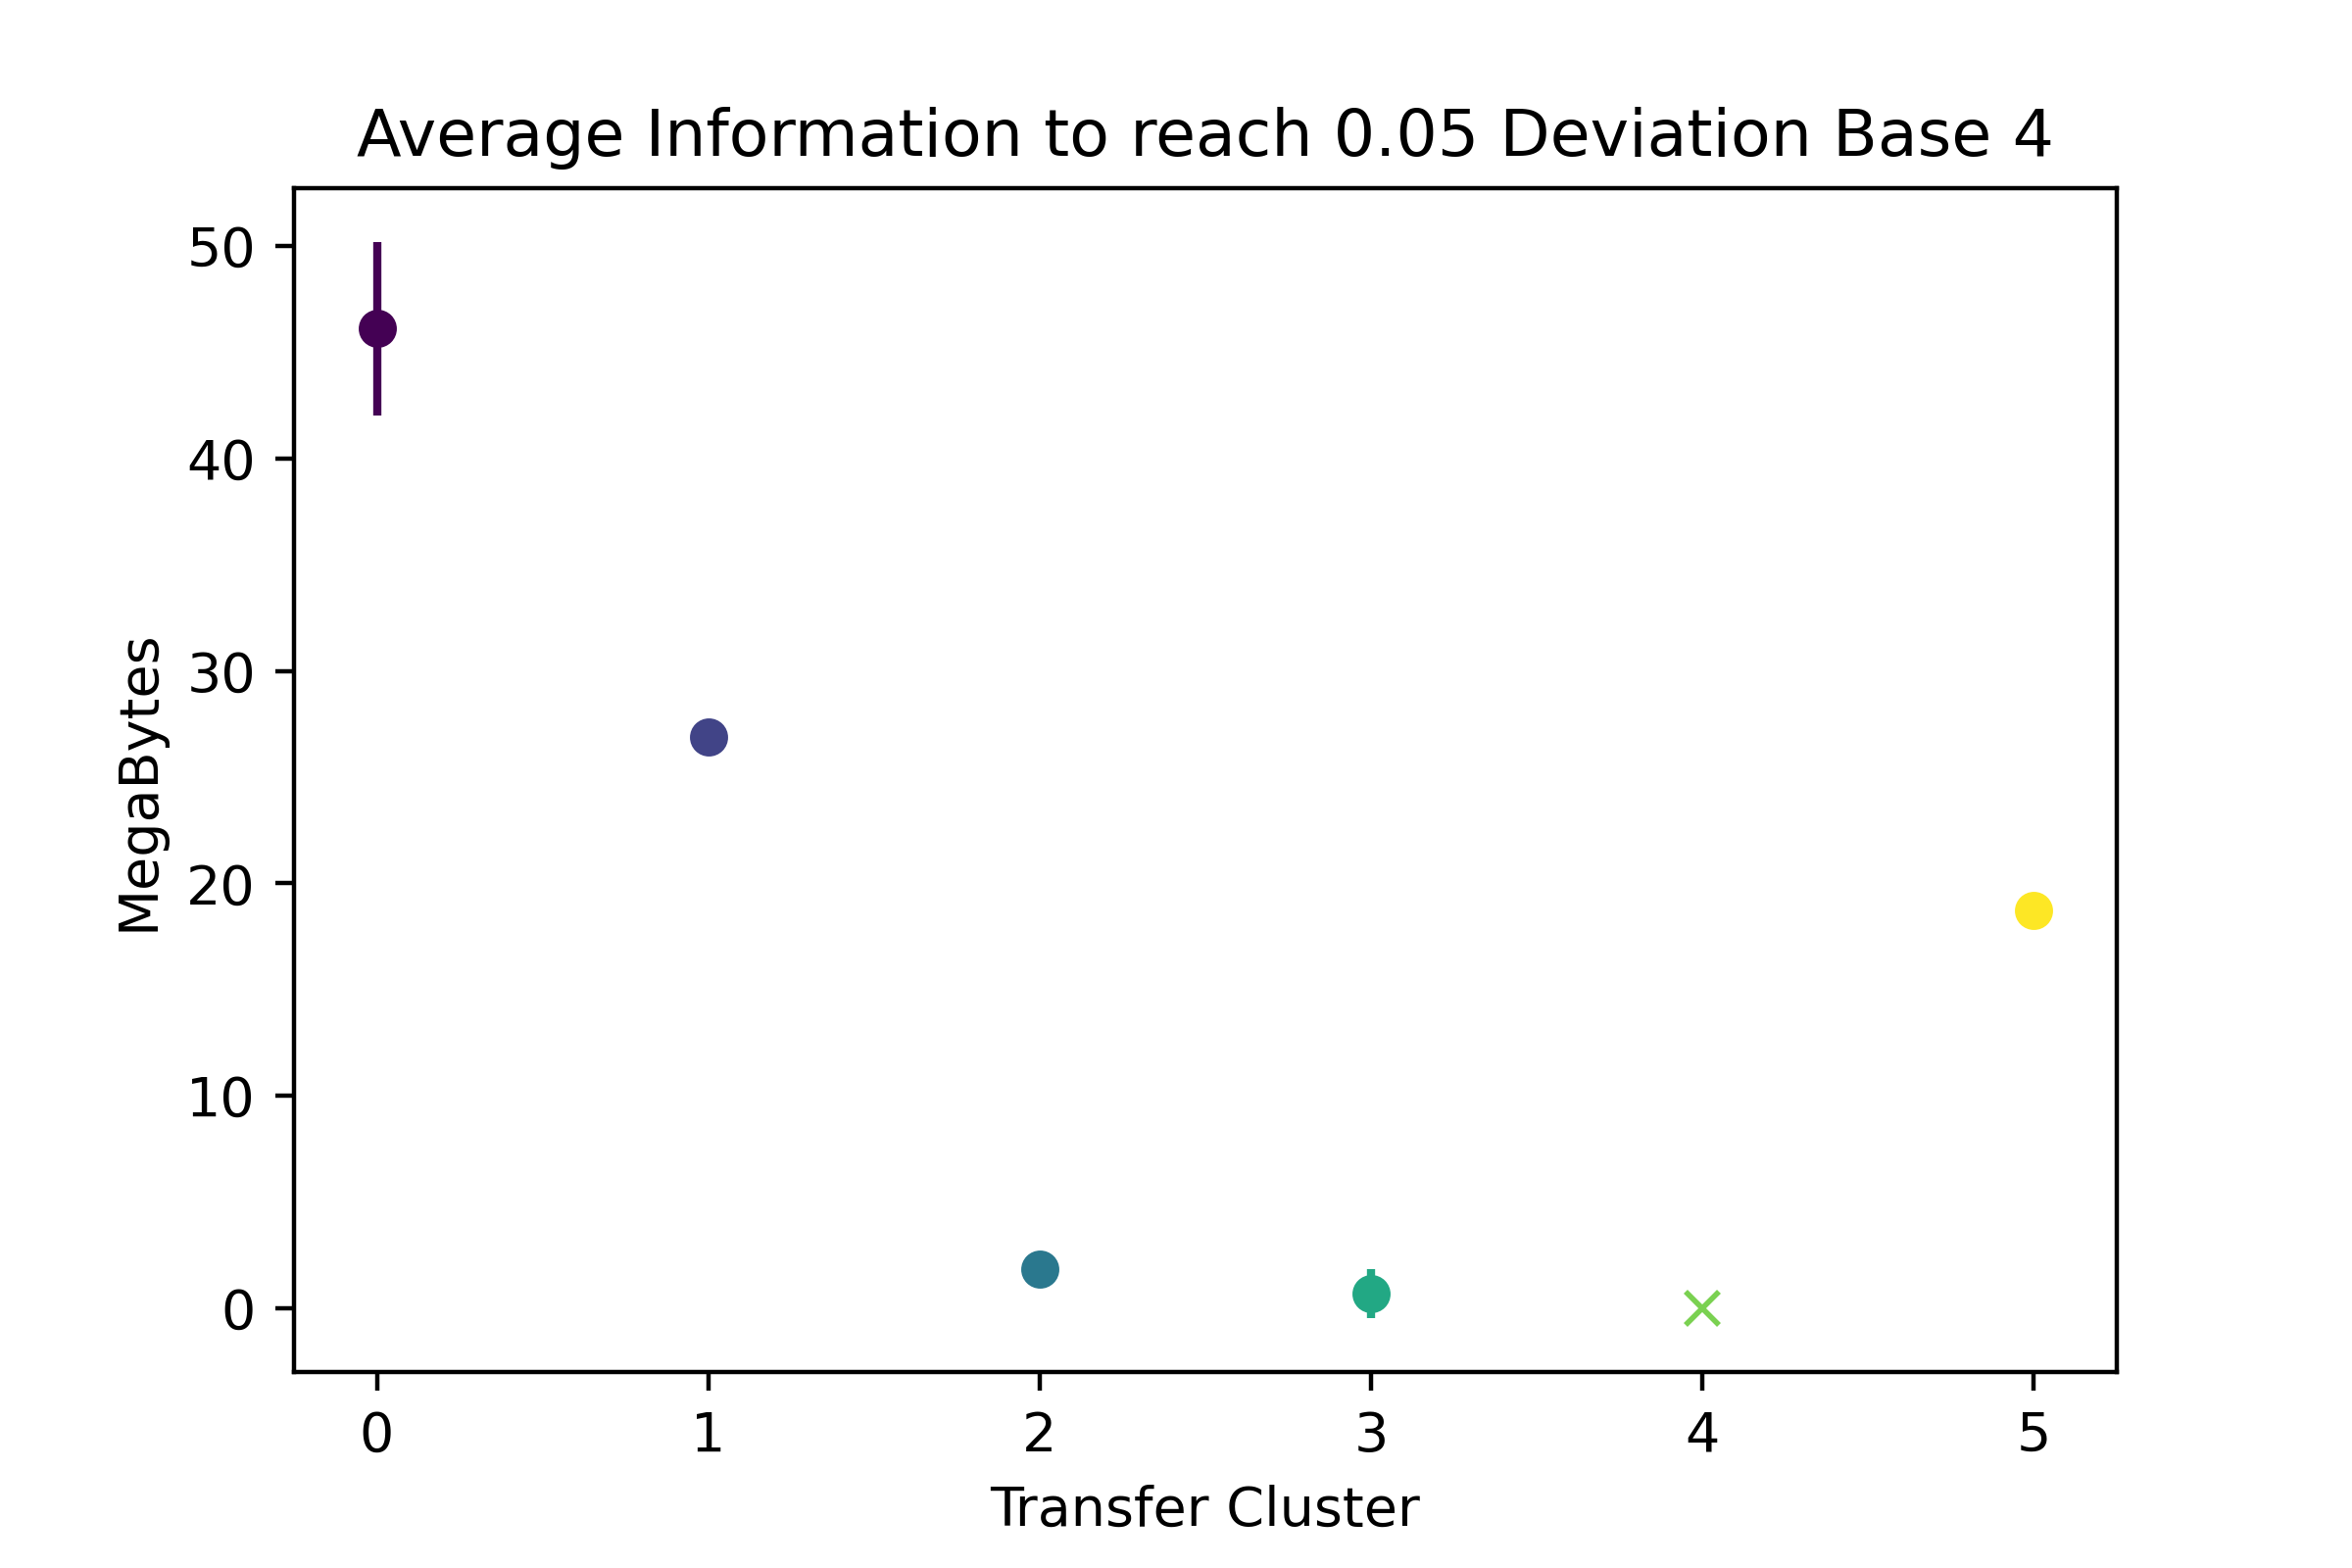 Average Information to reach 0.05 Deviation Base 4
50
40
30
20
10
0
MegaBytes
0 1 2 3 4 5
Transfer Cluster